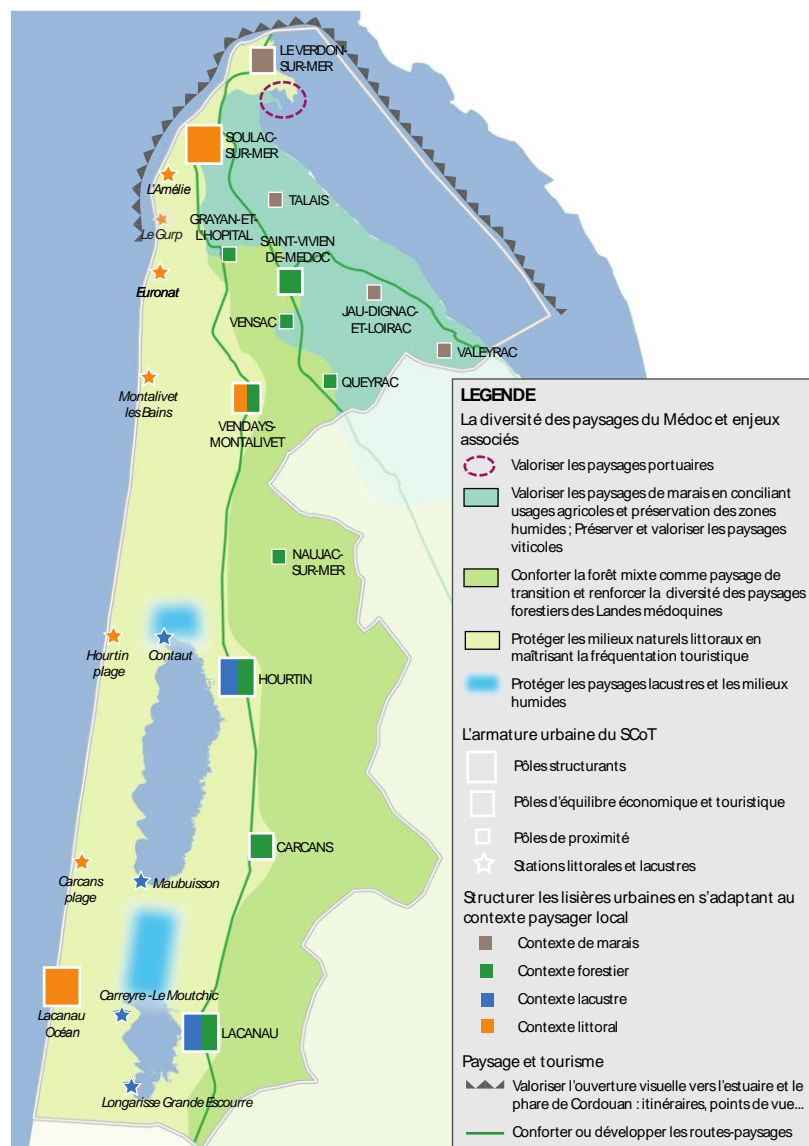 LE VERDON-
SUR-MER
SOULAC-
SUR-MER
L'Amélie
TALAIS
GRAYAN-ET-
L'HOPITAL
Le Gurp
SAINT-VIVIEN
DE-MEDOC
Euronat
JAU-DIGNAC-
ET-LOIRAC
VENSAC
VALEYRAC
QUEYRAC
Montalivet
les Bains
VENDAYS-
MONTALIVET
NAUJAC-
SUR-MER
Hourtin
plage
Contaut
HOURTIN
CARCANS
Carcans
plage
Maubuisson
Lacanau
Océan
Carreyre -Le Moutchic
LACANAU
Longarisse Grande Escourre
LEGENDE
La diversité des paysages du Médoc et enjeux
associés
Valoriser les paysages portuaires
Valoriser les paysages de marais en conciliant
usages agricoles et préservation des zones
humides ; Préserver et valoriser les paysages
viticoles
Conforter la forêt mixte comme paysage de
transition et renforcer la diversité des paysages
forestiers des Landes médoquines
Protéger les milieux naturels littoraux en
maîtrisant la fréquentation touristique
Protéger les paysages lacustres et les milieux
humides
L'armature urbaine du SCoT
Pôles structurants
Pôles d'équilibre économique et touristique
Pôles de proximité
Stations littorales et lacustres
Structurer les lisières urbaines en s'adaptant au
contexte paysager local
Contexte de marais
Contexte forestier
Contexte lacustre
Contexte littoral
Paysage et tourisme
Valoriser l'ouverture visuelle vers l'estuaire et le
phare de Cordouan : itinéraires, points de vue...
Conforter ou développer les routes-paysages